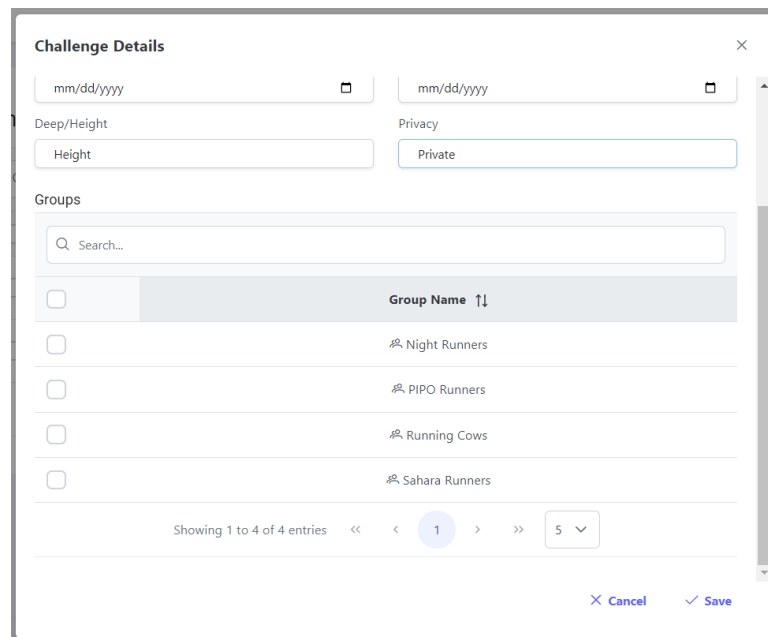 Challenge Details
mm/dd/yyyy mm/dd/yyyy
Deep/Height Privacy
Height Private
Groups
Search...
Group Name
Night Runners
PIPO Runners
Running Cows
Sahara Runners
Showing 1 to 4 of 4 entries 1 5
Cancel Save